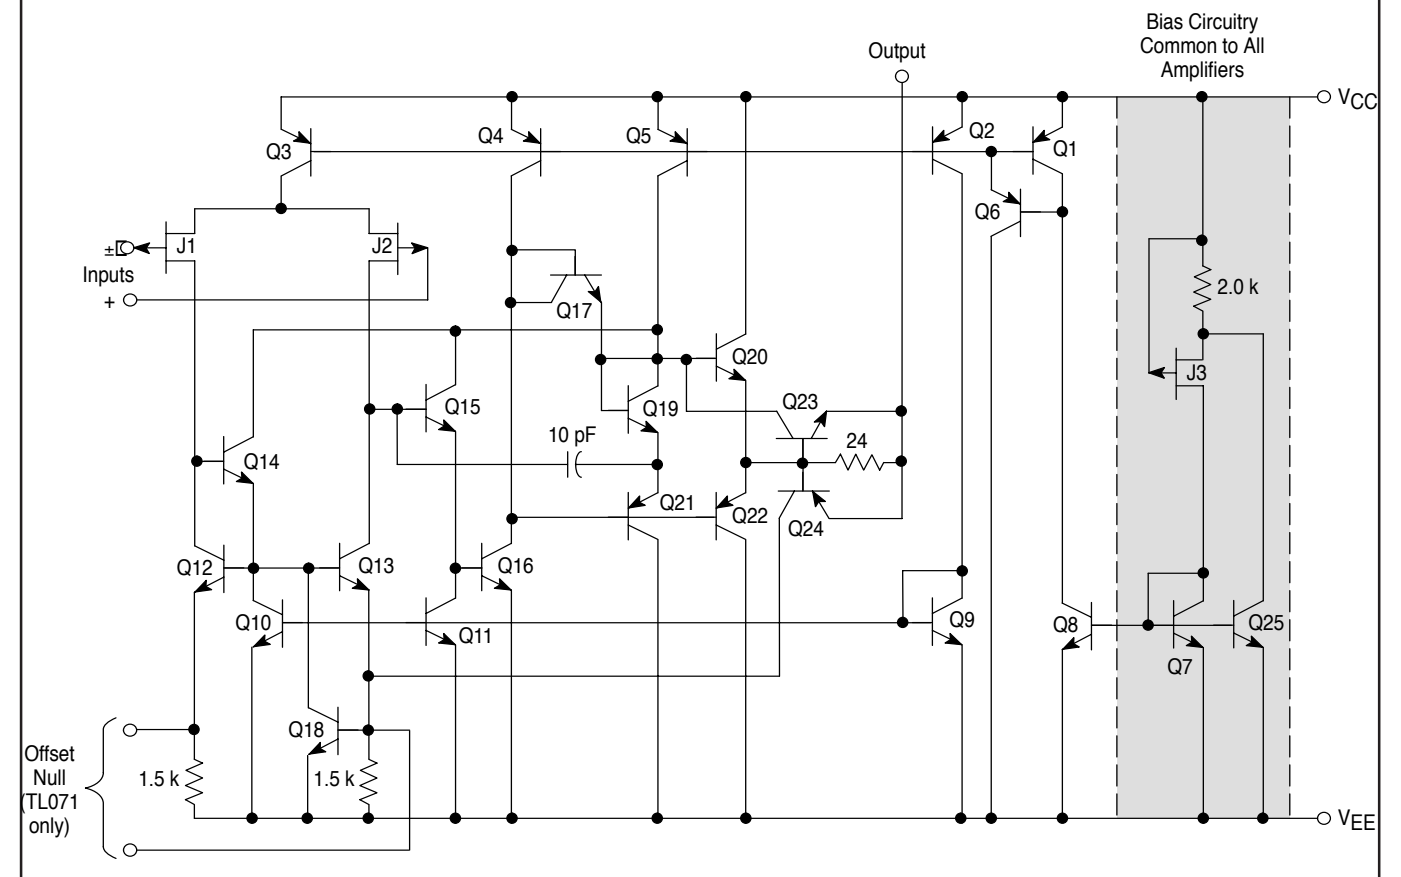 Bias Circuitry
Common to All
Amplifiers
Output
VCC
Q3
Q4
Q5
Q2
Q1
Q6
J1
J2
±
Inputs
+
Q17
2.0 k
J3
Q20
Q15
Q19
Q23
10 pF
24
Q14
Q21
Q22
Q24
Q12
Q13
Q16
Q10
Q11
Q9
Q8
Q25
Q7
Q18
Offset
Null
(TL071
only)
1.5 k
1.5 k
VEE